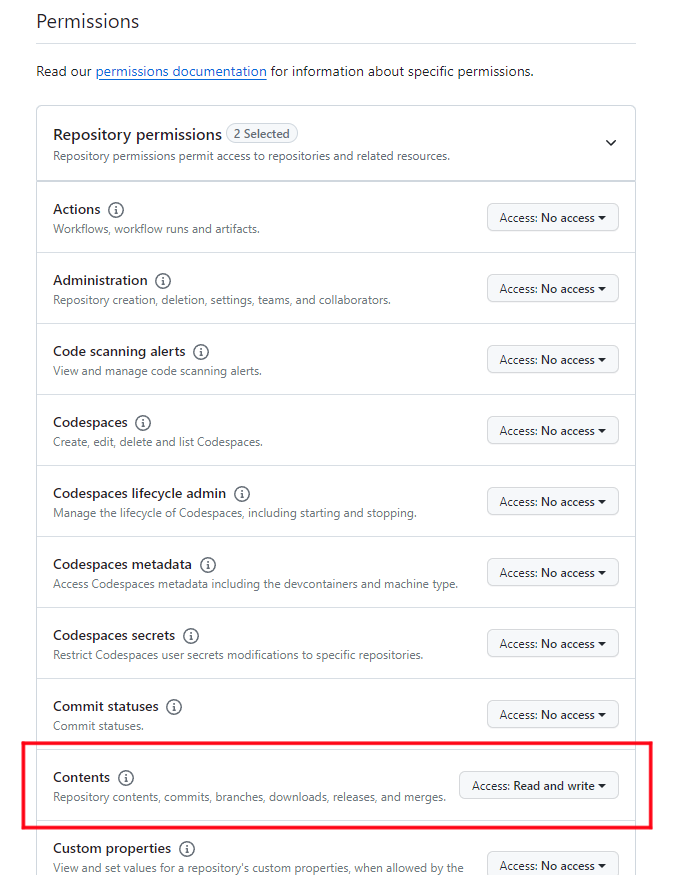 Permissions
Read our permissions documentation for information about specific permissions.
Repository permissions 2 Selected
Repository permissions permit access to repositories and related resources.
Actions
Workflows, workflow runs and artifacts.
Access: No access
Administration
Repository creation, deletion, settings, teams, and collaborators.
Access: No access
Code scanning alerts
View and manage code scanning alerts.
Access: No access
Codespaces
Create, edit, delete and list Codespaces.
Access: No access
Codespaces lifecycle admin
Manage the lifecycle of Codespaces, including starting and stopping.
Access: No access
Codespaces metadata
Access Codespaces metadata including the devcontainers and machine type.
Access: No access
Codespaces secrets
Restrict Codespaces user secrets modifications to specific repositories.
Access: No access
Commit statuses
Commit statuses.
Access: No access
Contents
Repository contents, commits, branches, downloads, releases, and merges.
Access: Read and write
Custom properties
View and set values for a repository's custom properties, when allowed by the
Access: No access